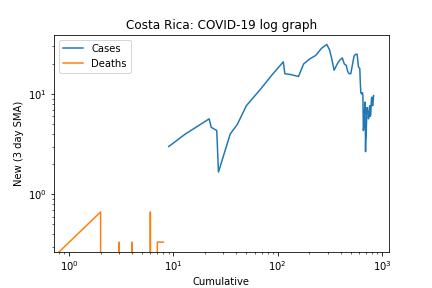 Costa Rica: COVID-19 log graph
Cases
Deaths
New (3 day SMA)
10¹
10⁰
10⁰
10¹
10²
10³
Cumulative